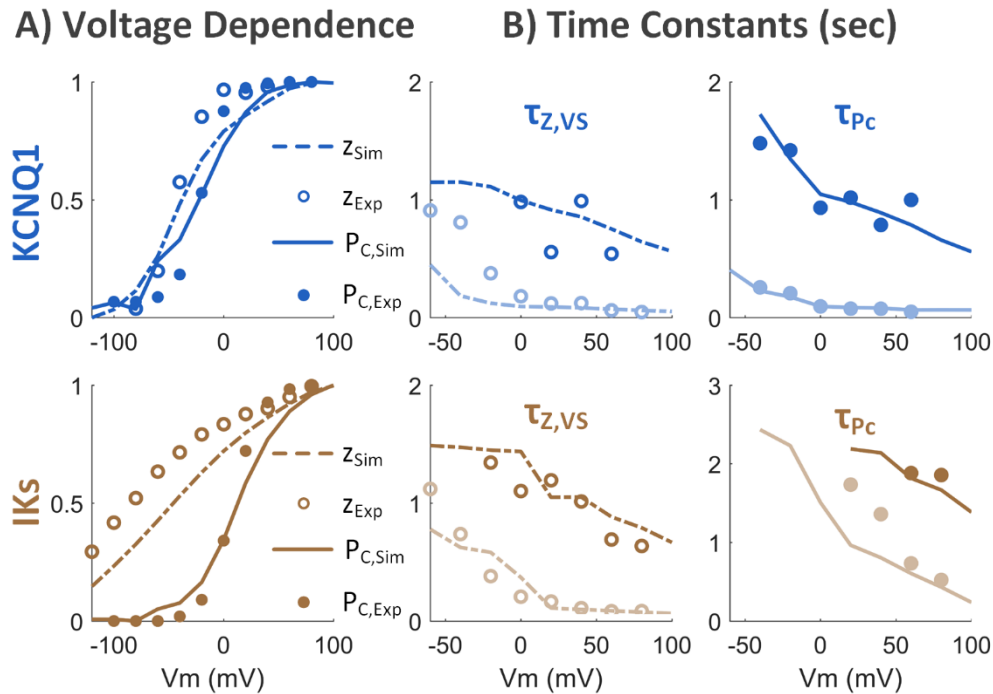 A) Voltage Dependence
B) Time Constants (sec)
KCNQ1
1
0.5
0
-100
0
100
zSim
zExp
PC,Sim
PC,Exp
2
1
0
-50
0
50
100
τZ,VS
2
1
0
-50
0
50
100
τPc
IKs
1
0.5
0
-100
0
100
Vm (mV)
zSim
zExp
PC,Sim
PC,Exp
2
1
0
-50
0
50
100
Vm (mV)
τZ,VS
3
2
1
0
-50
0
50
100
Vm (mV)
τPc